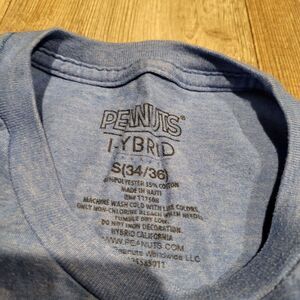 PEANUTS
HYBRID
S(34/36)
POLYESTER 35% COTTON
MADE IN HAITI
MACHINE WASH COLD WITH LIKE COLORS
ONLY NON-CHLORINE BLEACH WHEN NEEDED
TUMBLE DRY LOW
DO NOT IRON DECORATION
HYBRID CALIFORNIA
WWW.PEANUTS.COM
Peanuts Worldwide LLC